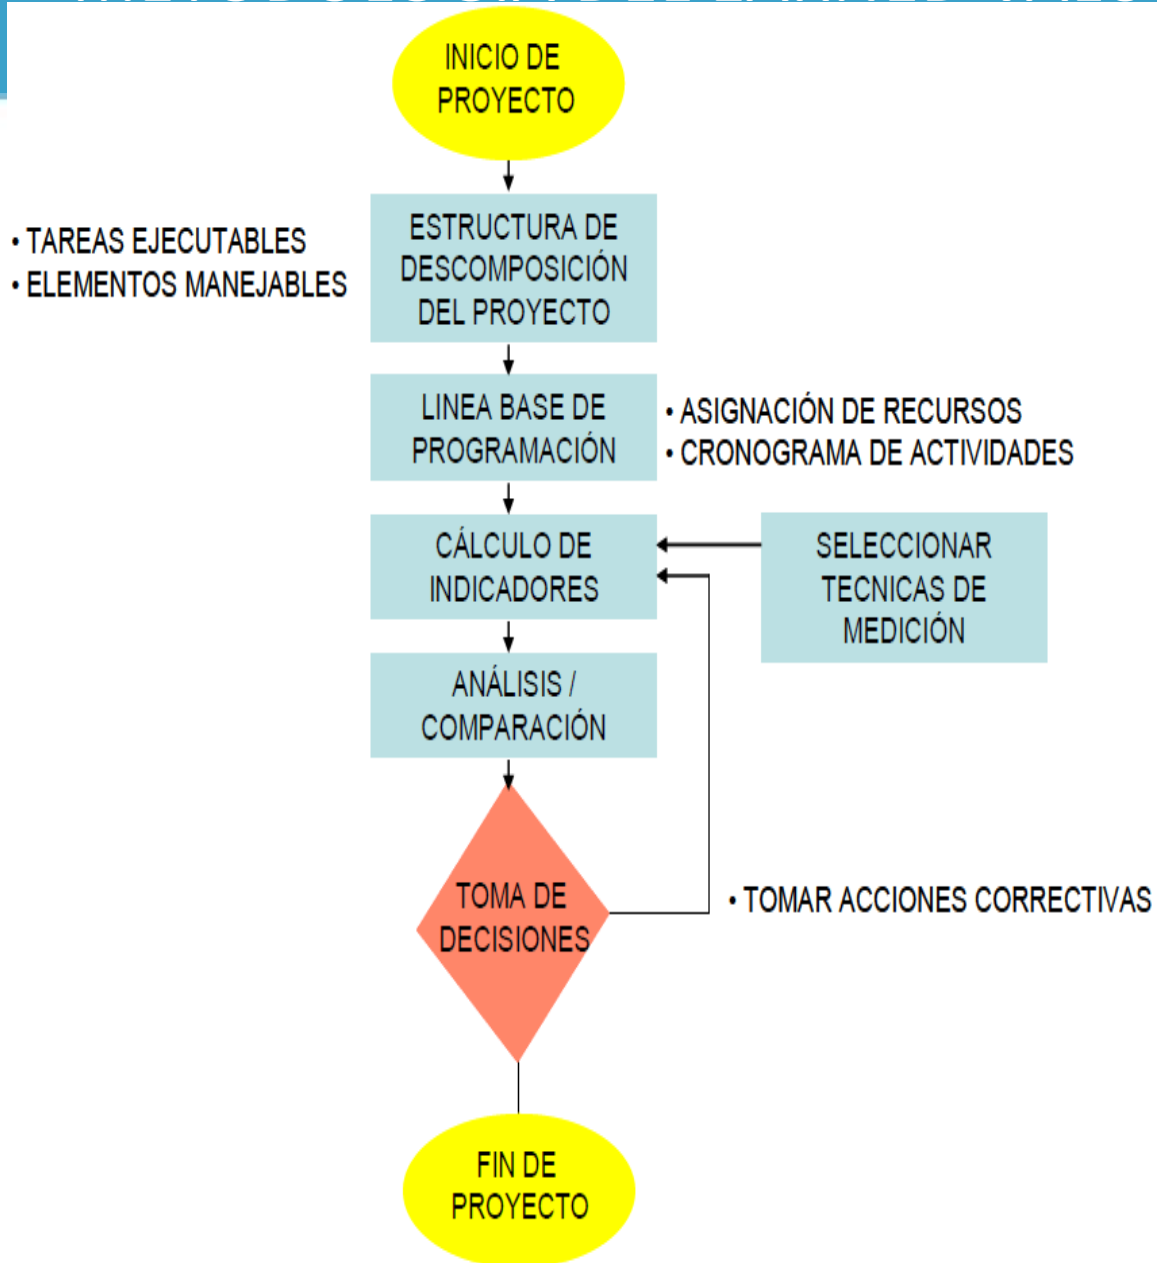 INICIO DE
PROYECTO
ESTRUCTURA DE
DESCOMPOSICIÓN
DEL PROYECTO
• TAREAS EJECUTABLES
• ELEMENTOS MANEJABLES
LINEA BASE DE
PROGRAMACIÓN
• ASIGNACIÓN DE RECURSOS
• CRONOGRAMA DE ACTIVIDADES
CÁLCULO DE
INDICADORES
SELECCIONAR
TECNICAS DE
MEDICIÓN
ANÁLISIS /
COMPARACIÓN
TOMA DE
DECISIONES
• TOMAR ACCIONES CORRECTIVAS
FIN DE
PROYECTO